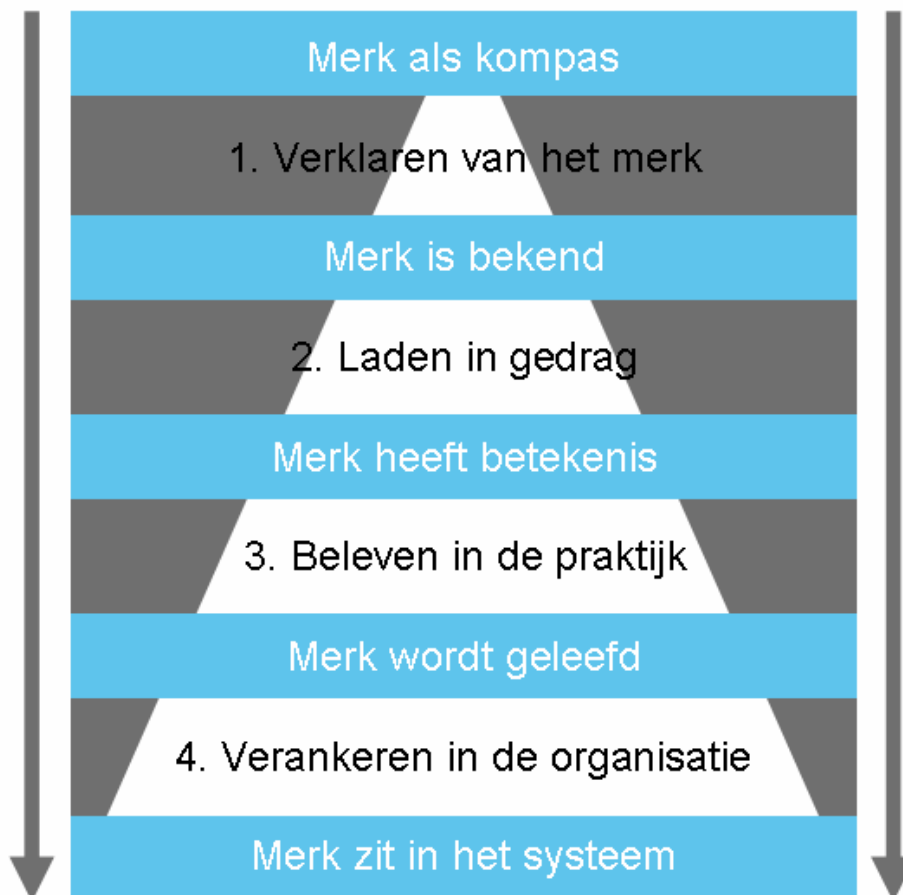 Merk als kompas
1. Verklaren van het merk
Merk is bekend
2. Laden in gedrag
Merk heeft betekenis
3. Beleven in de praktijk
Merk wordt geleefd
4. Verankeren in de organisatie
Merk zit in het systeem